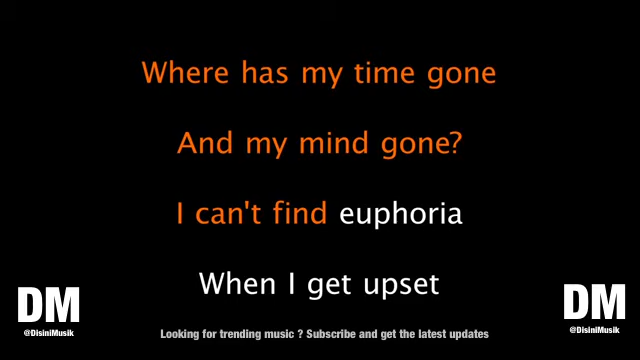 Where has my time gone
And my mind gone?
I can't find euphoria
When I get upset
DM
@DisiniMusik
DM
@DisiniMusik
Looking for trending music ? Subscribe and get the latest updates